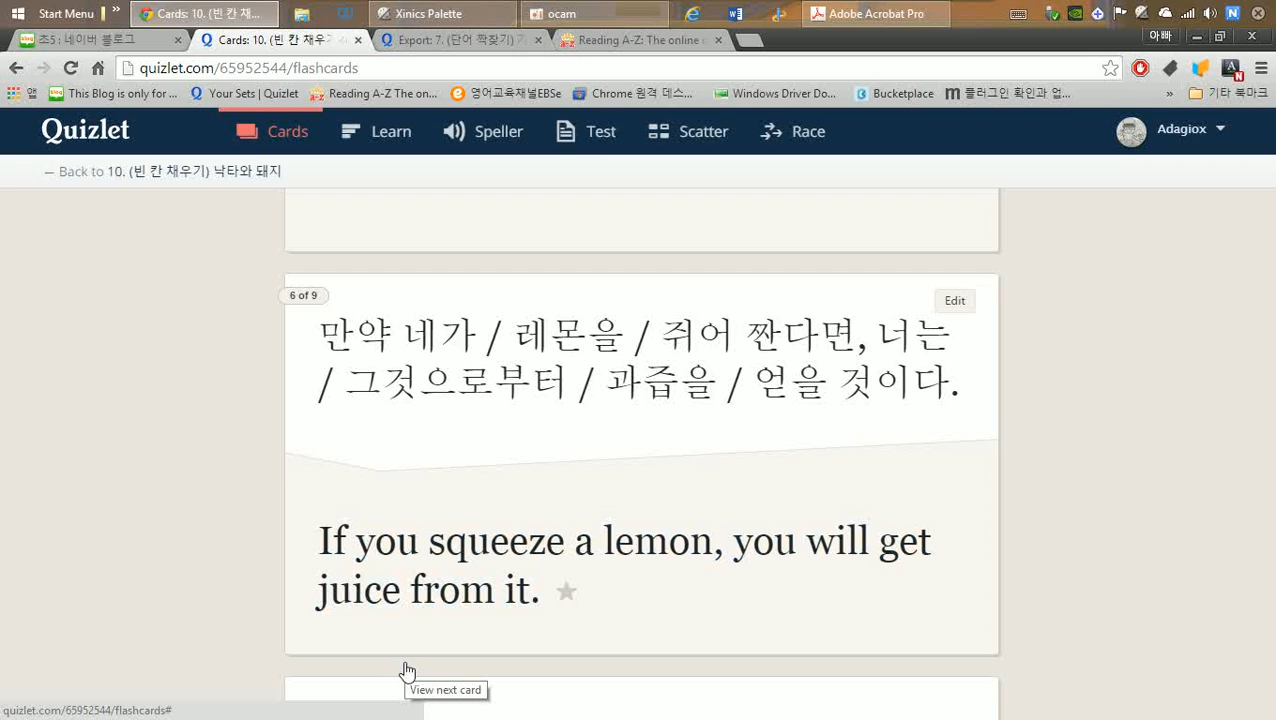 Start Menu
Cards: 10. (빈 칸 채...
Xinics Palette
ocam
Adobe Acrobat Pro
초5 : 네이버 블로그
Cards: 10. (빈 칸 채우기
Export: 7. (단어 짝찾기) 7
Reading A-Z: The online
아빠
quizlet.com/65952544/flashcards
앱
This Blog is only for ...
Your Sets | Quizlet
Reading A-Z The on...
영어교육채널EBSe
Chrome 원격 데스...
Windows Driver Do...
Bucketplace
플러그인 확인과 업...
»
기타 북마크
Quizlet
Cards
Learn
Speller
Test
Scatter
Race
Adagiox
← Back to 10. (빈 칸 채우기) 낙타와 돼지
6 of 9
Edit
만약 네가 / 레몬을 / 쥐어 짠다면, 너는
/ 그것으로부터 / 과즙을 / 얻을 것이다.
If you squeeze a lemon, you will get
juice from it.
View next card
quizlet.com/65952544/flashcards#